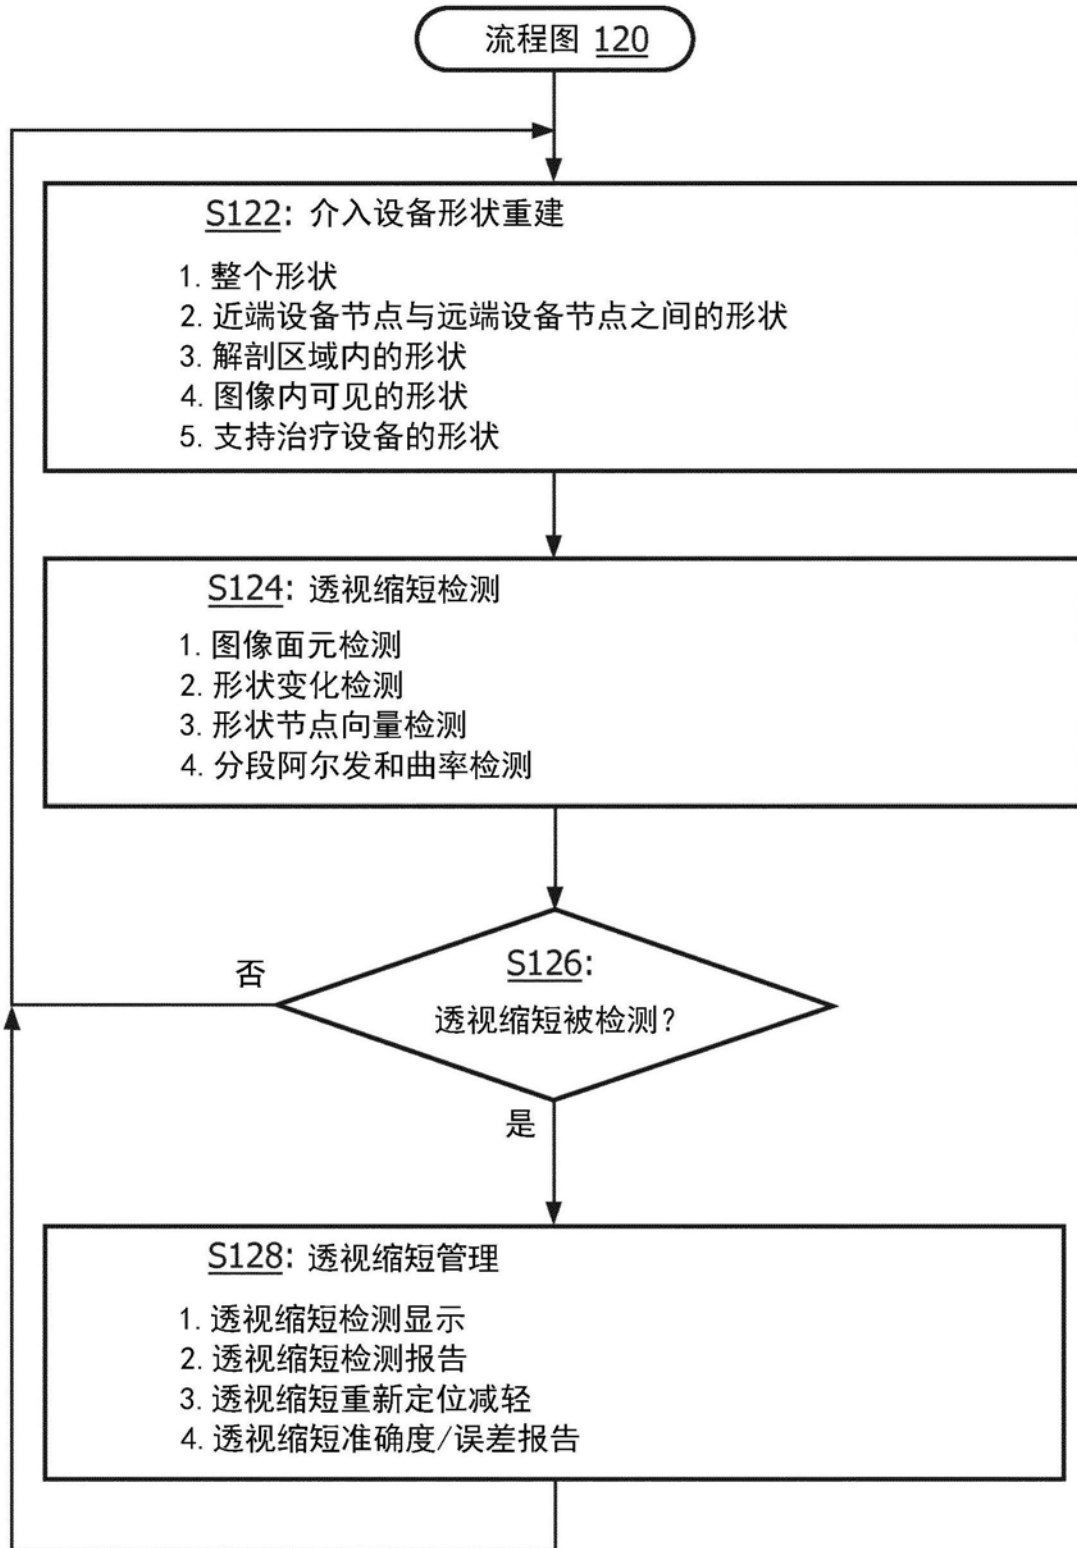 流程图 120
S122: 介入设备形状重建
1. 整个形状
2. 近端设备节点与远端设备节点之间的形状
3. 解剖区域内的形状
4. 图像内可见的形状
5. 支持治疗设备的形状
S124: 透视缩短检测
1. 图像面元检测
2. 形状变化检测
3. 形状节点向量检测
4. 分段阿尔发和曲率检测
S126:
否
透视缩短被检测?
是
S128: 透视缩短管理
1. 透视缩短检测显示
2. 透视缩短检测报告
3. 透视缩短重新定位减轻
4. 透视缩短准确度/误差报告